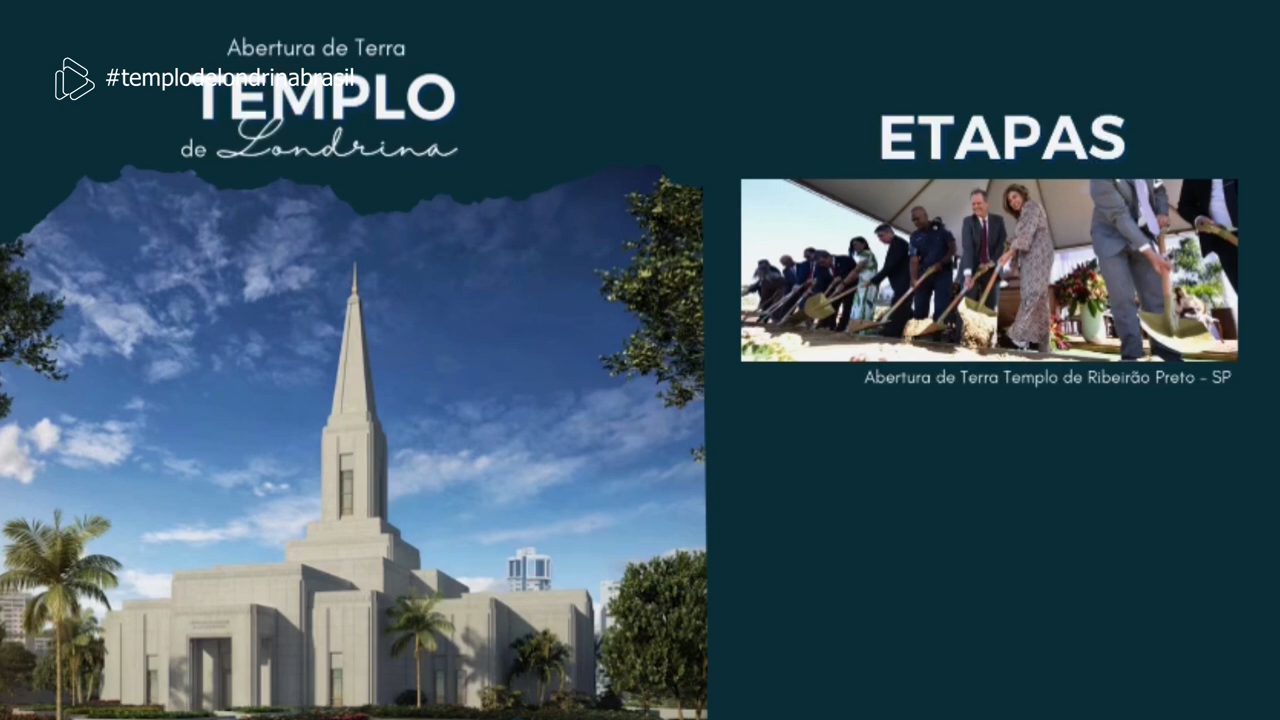 Abertura de Terra
#templodelondrinabrasil
TEMPLO
de Londrina
ETAPAS
Abertura de Terra Templo de Ribeirão Preto - SP